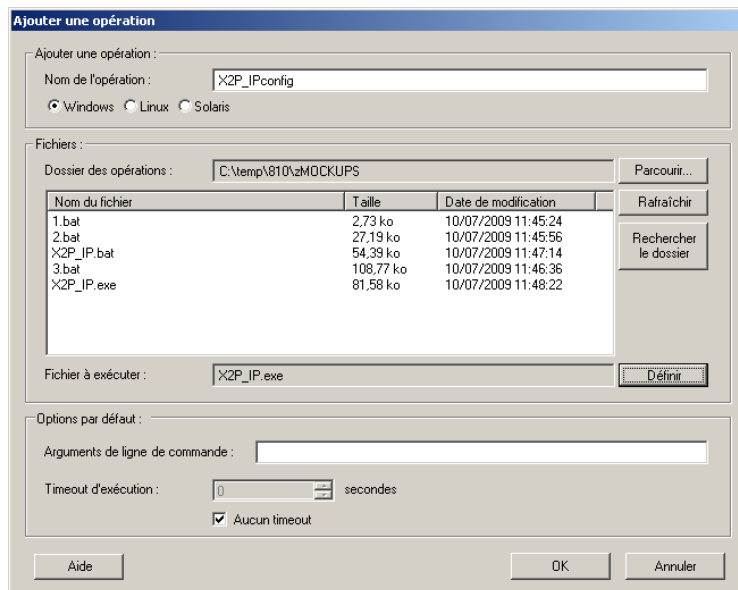 Ajouter une opération
Ajouter une opération :
Nom de l'opération : X2P_IPconfig
Windows Linux Solaris
Fichiers :
Dossier des opérations : C:\temp\810\zMOCKUPS Parcourir...
Nom du fichier Taille Date de modification Rafraîchir
1.bat 2,73 ko 10/07/2009 11:45:24
2.bat 27,19 ko 10/07/2009 11:45:56
X2P_IP.bat 54,39 ko 10/07/2009 11:47:14
3.bat 108,77 ko 10/07/2009 11:46:36
X2P_IP.exe 81,58 ko 10/07/2009 11:48:22
Rechercher
le dossier
Fichier à exécuter : X2P_IP.exe Définir
Options par défaut :
Arguments de ligne de commande :
Timeout d'exécution : 0 secondes
Aucun timeout
Aide OK Annuler